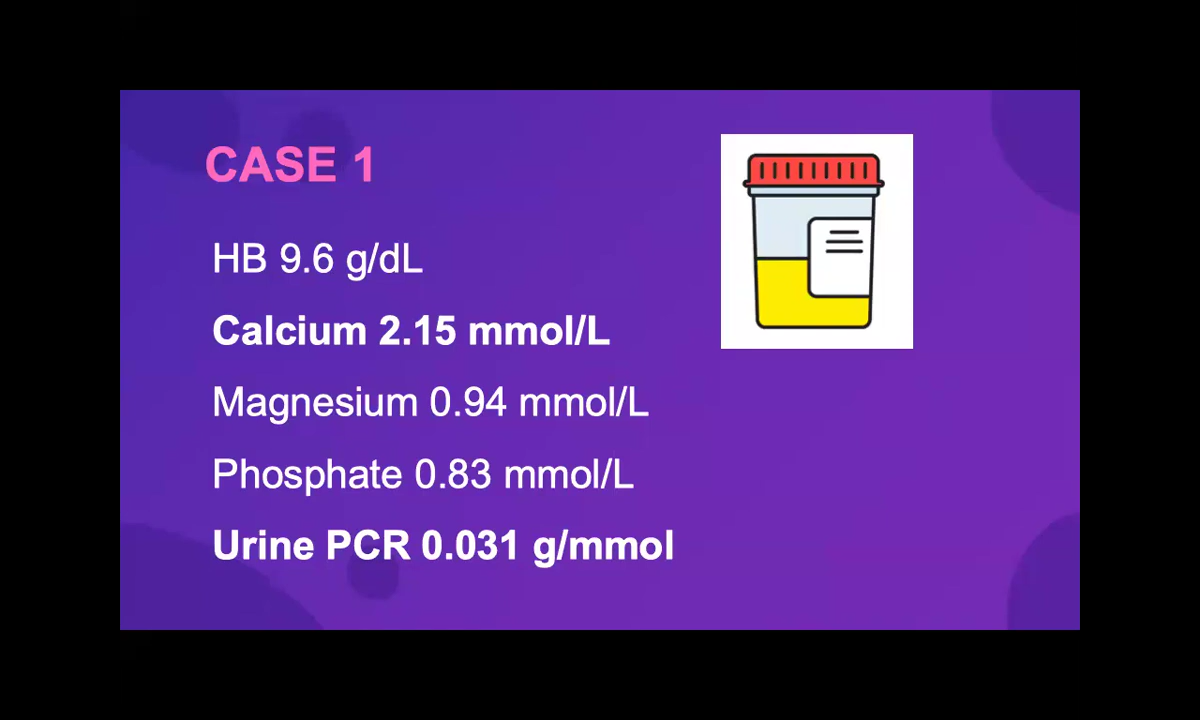 CASE 1
HB 9.6 g/dL
Calcium 2.15 mmol/L
Magnesium 0.94 mmol/L
Phosphate 0.83 mmol/L
Urine PCR 0.031 g/mmol